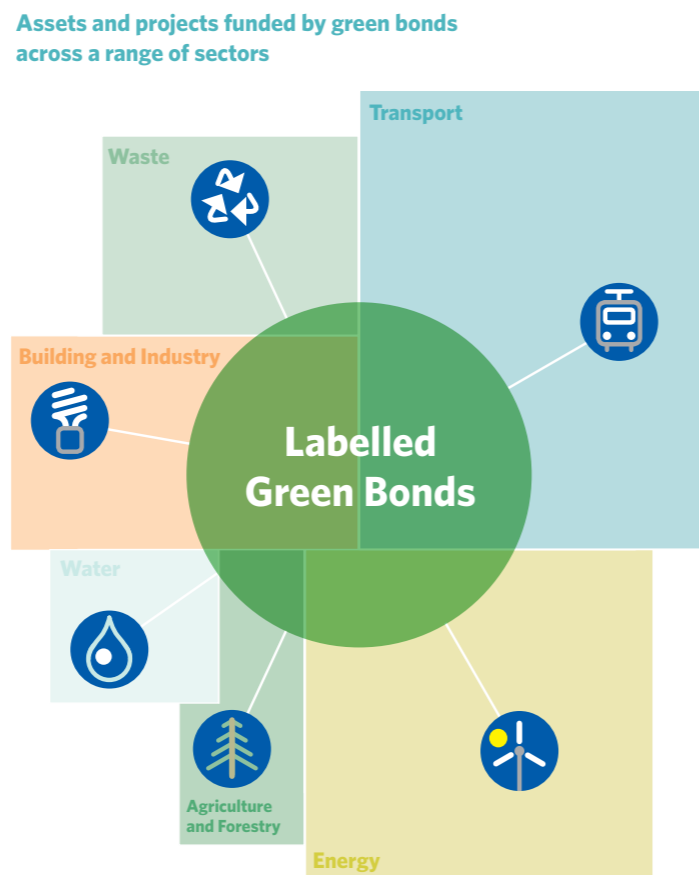 Assets and projects funded by green bonds
across a range of sectors
Transport
Waste
Building and Industry
Labelled
Green Bonds
Water
Agriculture
and Forestry
Energy